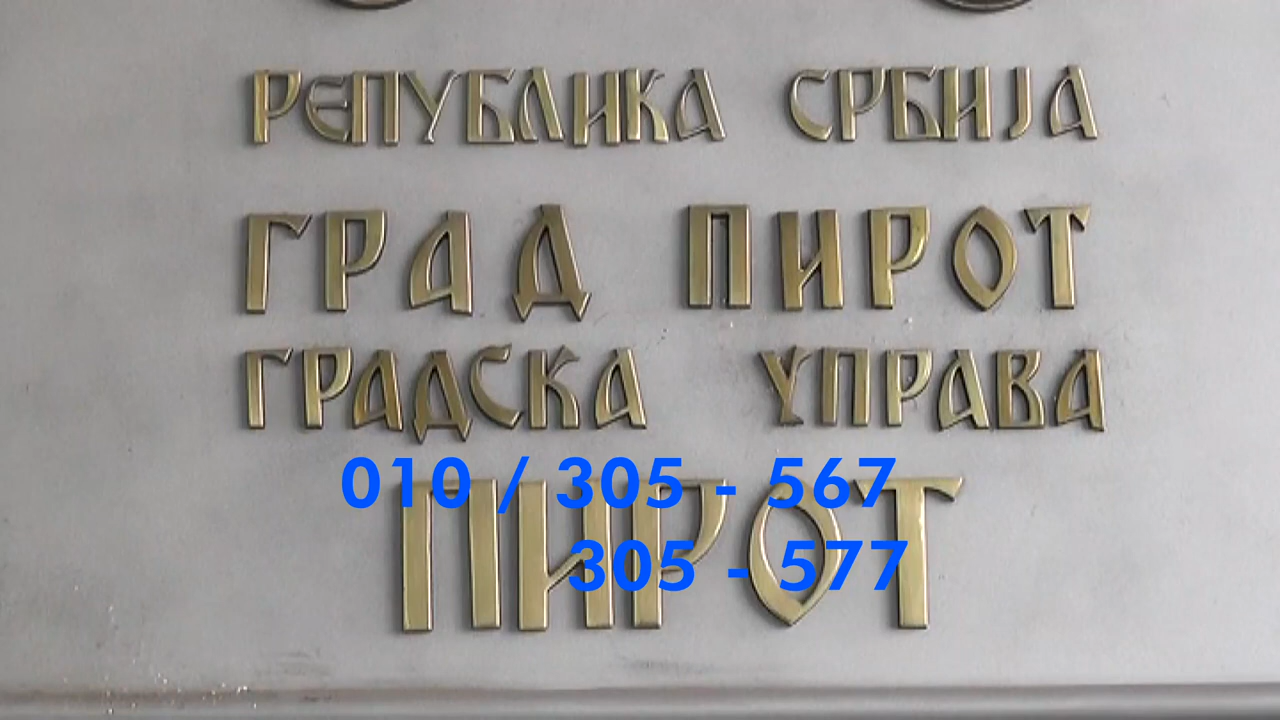 РЕПУБЛИКА СРБИЈА
ГРАД ПИРОТ
ГРАДСКА УПРАВА
010 / 305 - 567
ПИРОТ
305 - 577